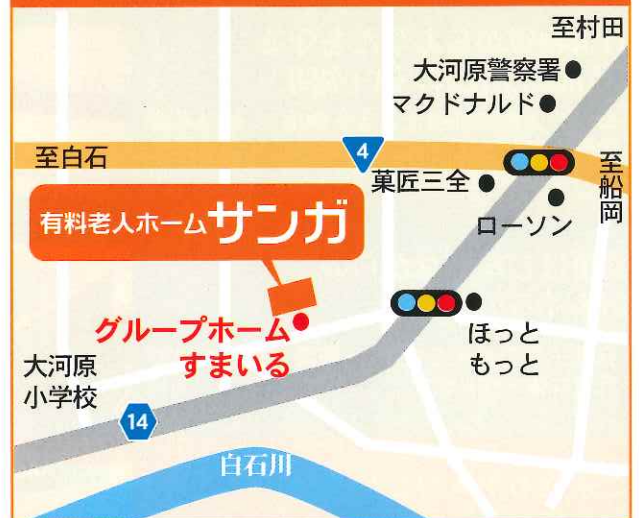 至村田
大河原警察署
マクドナルド
至白石
4
菓匠三全
至船岡
ローソン
有料老人ホームサンガ
グループホーム
すまいる
ほっと
もっと
大河原
小学校
14
白石川